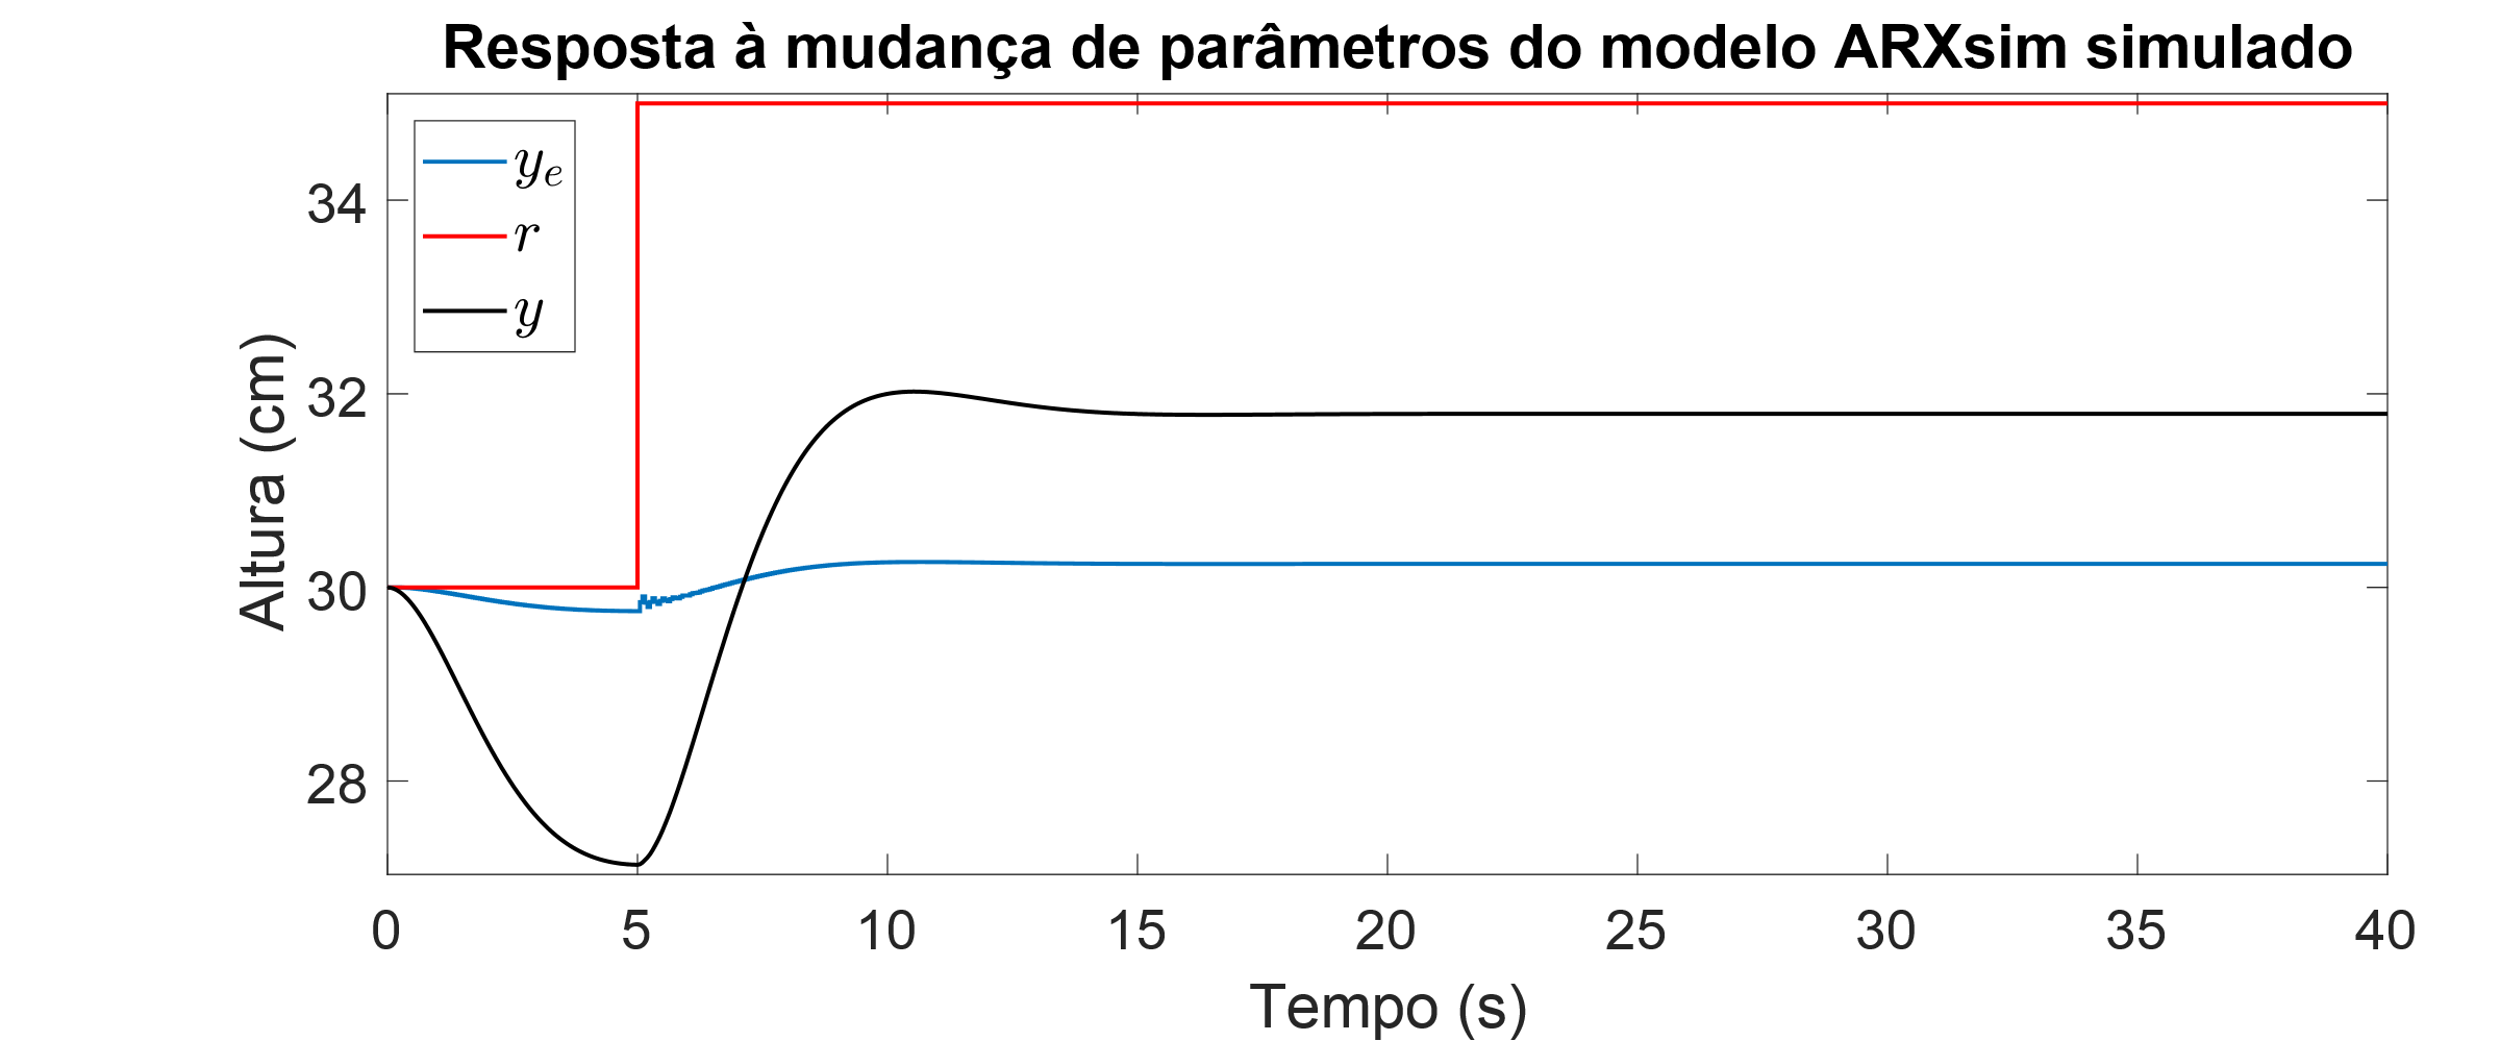 Resposta à mudança de parâmetros do modelo ARXsim simulado
y_e
r
y
Altura (cm)
34
32
30
28
0 5 10 15 20 25 30 35 40
Tempo (s)